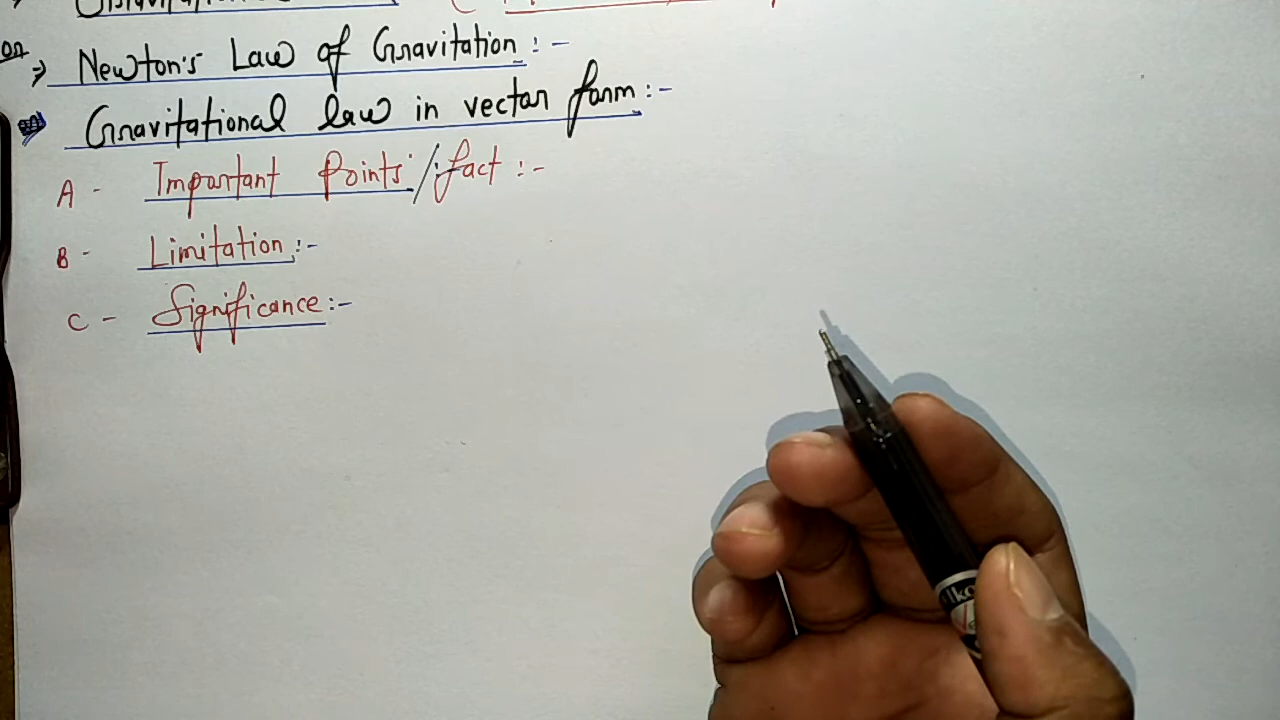 ⇒ Newton's Law of Gravitation :-
Gravitational law in vector form :-
A - Important Points / fact :-
B - Limitation :-
C - Significance :-